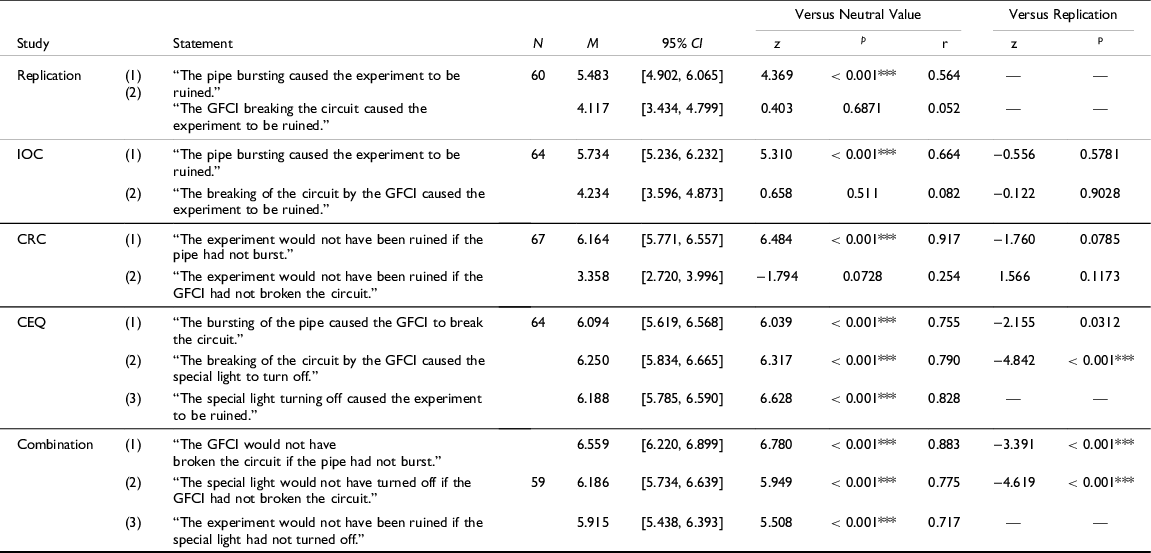 Versus Neutral Value Versus Replication
Study Statement N M 95% CI z p r z p
Replication (1) “The pipe bursting caused the experiment to be 60 5.483 [4.902, 6.065] 4.369 < 0.001*** 0.564 — —
(2) ruined.”
“The GFCI breaking the circuit caused the 4.117 [3.434, 4.799] 0.403 0.6871 0.052 — —
experiment to be ruined.”
IOC (1) “The pipe bursting caused the experiment to be 64 5.734 [5.236, 6.232] 5.310 < 0.001*** 0.664 −0.556 0.5781
ruined.”
(2) “The breaking of the circuit by the GFCI caused the 4.234 [3.596, 4.873] 0.658 0.511 0.082 −0.122 0.9028
experiment to be ruined.”
CRC (1) “The experiment would not have been ruined if the 67 6.164 [5.771, 6.557] 6.484 < 0.001*** 0.917 −1.760 0.0785
pipe had not burst.”
(2) “The experiment would not have been ruined if the 3.358 [2.720, 3.996] −1.794 0.0728 0.254 1.566 0.1173
GFCI had not broken the circuit.”
CEQ (1) “The bursting of the pipe caused the GFCI to break 64 6.094 [5.619, 6.568] 6.039 < 0.001*** 0.755 −2.155 0.0312
the circuit.”
(2) “The breaking of the circuit by the GFCI caused the 6.250 [5.834, 6.665] 6.317 < 0.001*** 0.790 −4.842 < 0.001***
special light to turn off.”
(3) “The special light turning off caused the experiment 6.188 [5.785, 6.590] 6.628 < 0.001*** 0.828 — —
to be ruined.”
Combination (1) “The GFCI would not have 6.559 [6.220, 6.899] 6.780 < 0.001*** 0.883 −3.391 < 0.001***
broken the circuit if the pipe had not burst.”
(2) “The special light would not have turned off if the 59 6.186 [5.734, 6.639] 5.949 < 0.001*** 0.775 −4.619 < 0.001***
GFCI had not broken the circuit.”
(3) “The experiment would not have been ruined if the 5.915 [5.438, 6.393] 5.508 < 0.001*** 0.717 — —
special light had not turned off.”